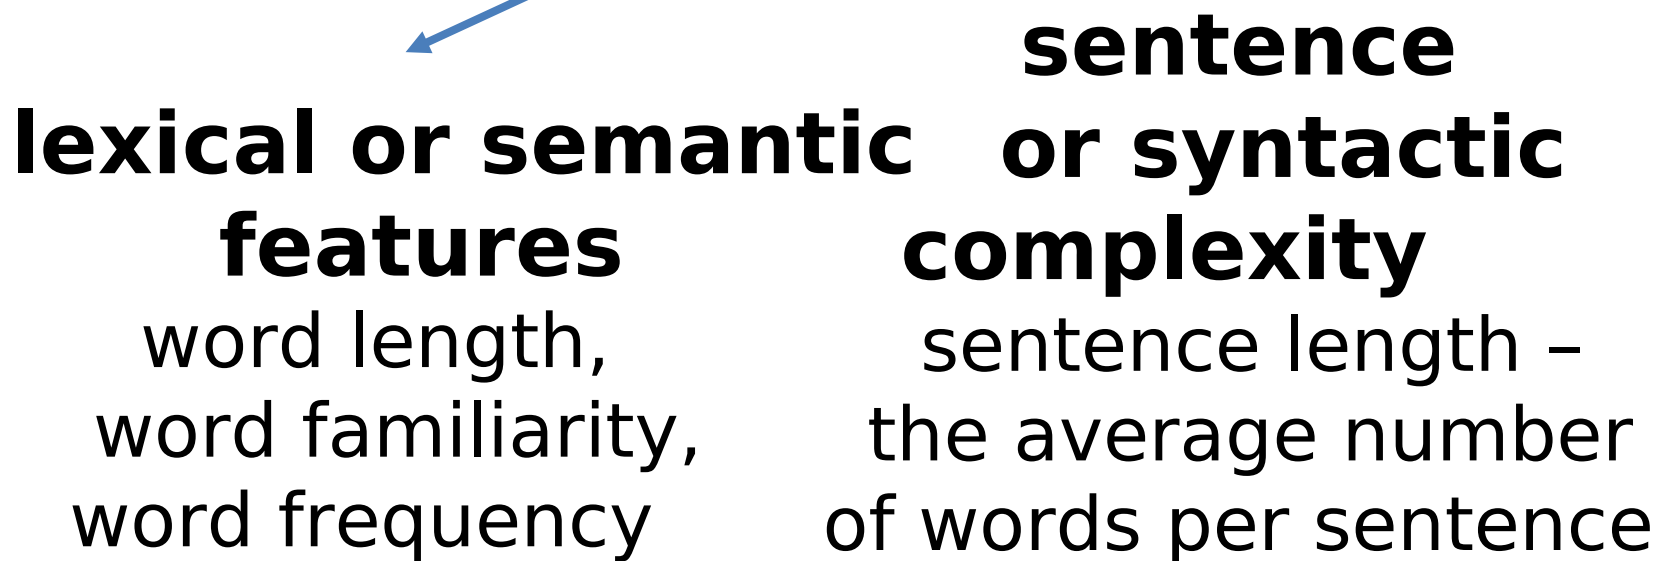 lexical or semantic
features
word length,
word familiarity,
word frequency
sentence
or syntactic
complexity
sentence length –
the average number
of words per sentence